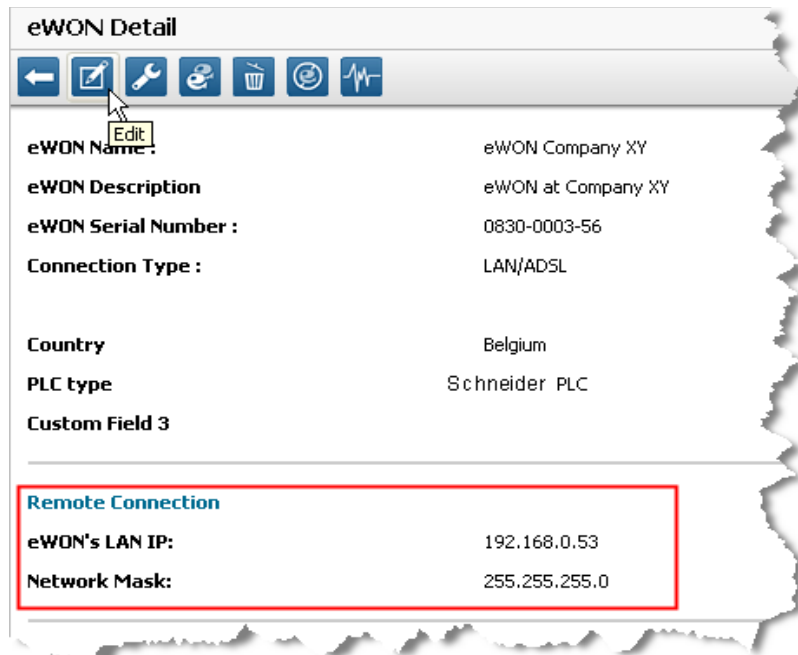 eWON Detail
Edit
eWON Name : eWON Company XY
eWON Description eWON at Company XY
eWON Serial Number : 0830-0003-56
Connection Type : LAN/ADSL
Country Belgium
PLC type Schneider PLC
Custom Field 3
Remote Connection
eWON's LAN IP: 192.168.0.53
Network Mask: 255.255.255.0